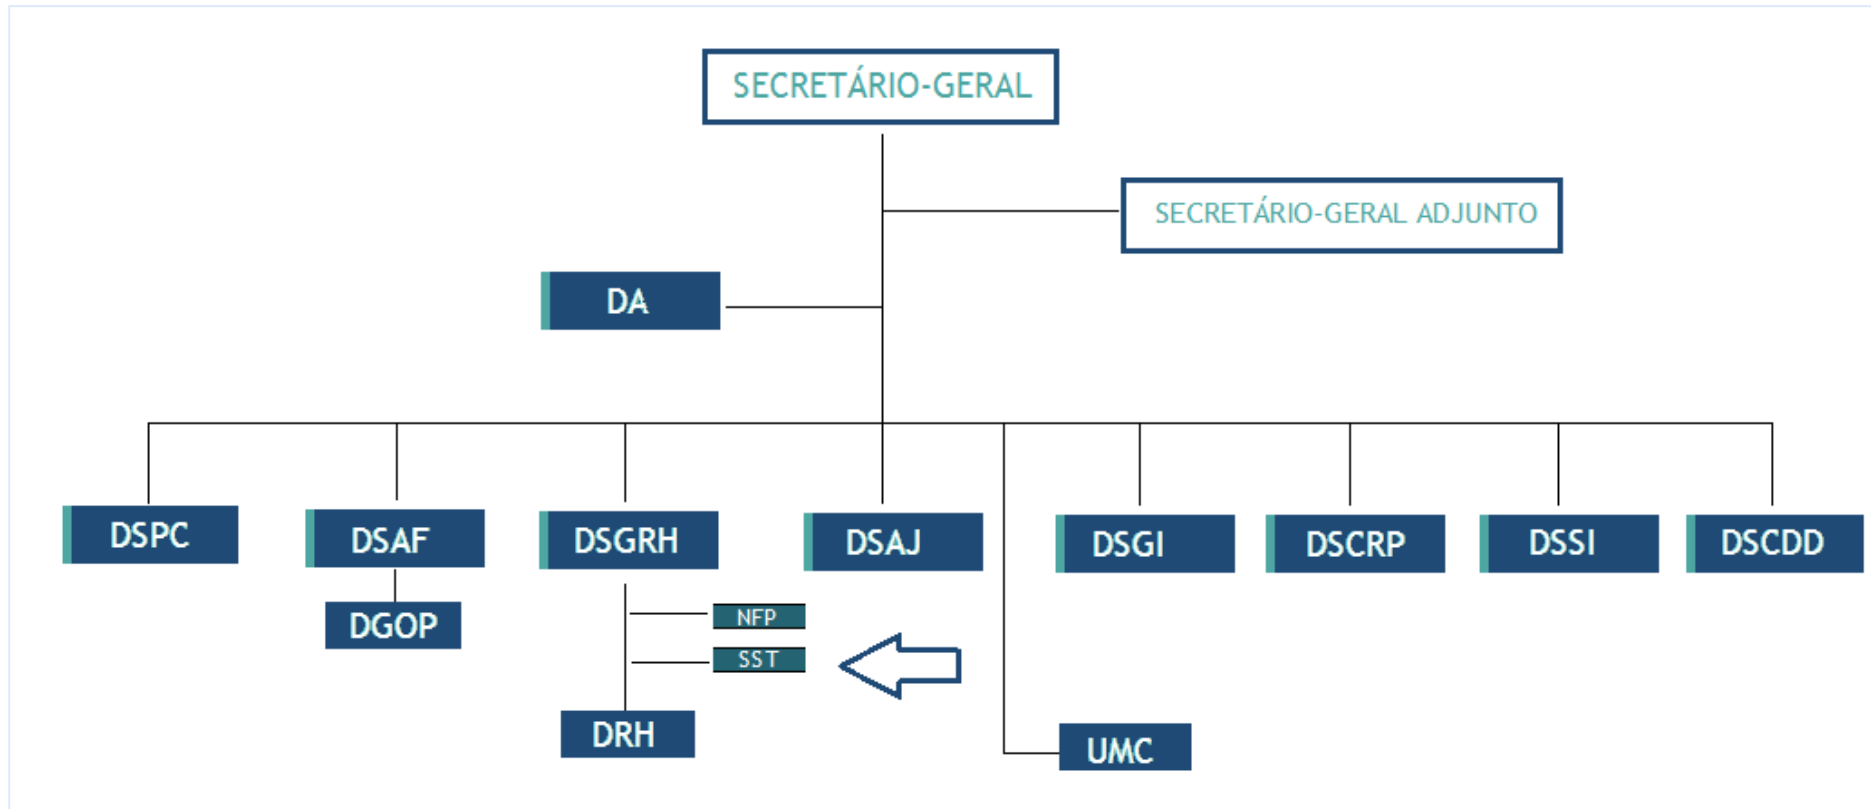 SECRETÁRIO-GERAL
SECRETÁRIO-GERAL ADJUNTO
DA
DSPC
DSAF
DSGRH
DSAJ
DSGI
DSCRP
DSSI
DSCDD
DGOP
NFP
SST
DRH
UMC